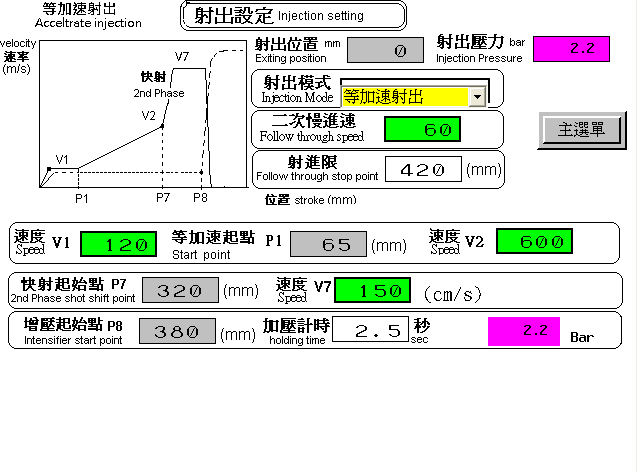 等加速射出
Acceltrate injection
射出設定 Injection setting
velocity
速率
(m/s)
V7
快射
2nd Phase
V2
V1
P1 P7 P8
位置 stroke (mm)
射出位置 mm
Exiting position
0
射出壓力 bar
Injection Pressure
2.2
射出模式
Injection Mode
等加速射出
二次慢進速
Follow through speed
60
射進限
Follow through stop point
420 (mm)
主選單
速度 V1
Speed
120
等加速起點 P1
Start point
65 (mm)
速度 V2
Speed
600
快射起始點 P7
2nd Phase shot shift point
320 (mm)
速度 V7
Speed
150 (cm/s)
增壓起始點 P8
Intensifier start point
380 (mm)
加壓計時
holding time
2.5 秒
sec
2.2 Bar